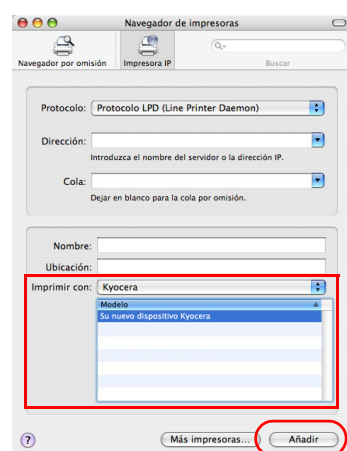 Navegador de impresoras
Navegador por omisión
Impresora IP
Buscar
Protocolo: Protocolo LPD (Line Printer Daemon)
Dirección:
Introduzca el nombre del servidor o la dirección IP.
Cola:
Dejar en blanco para la cola por omisión.
Nombre:
Ubicación:
Imprimir con: Kyocera
Modelo
Su nuevo dispositivo Kyocera
? Más impresoras... Añadir